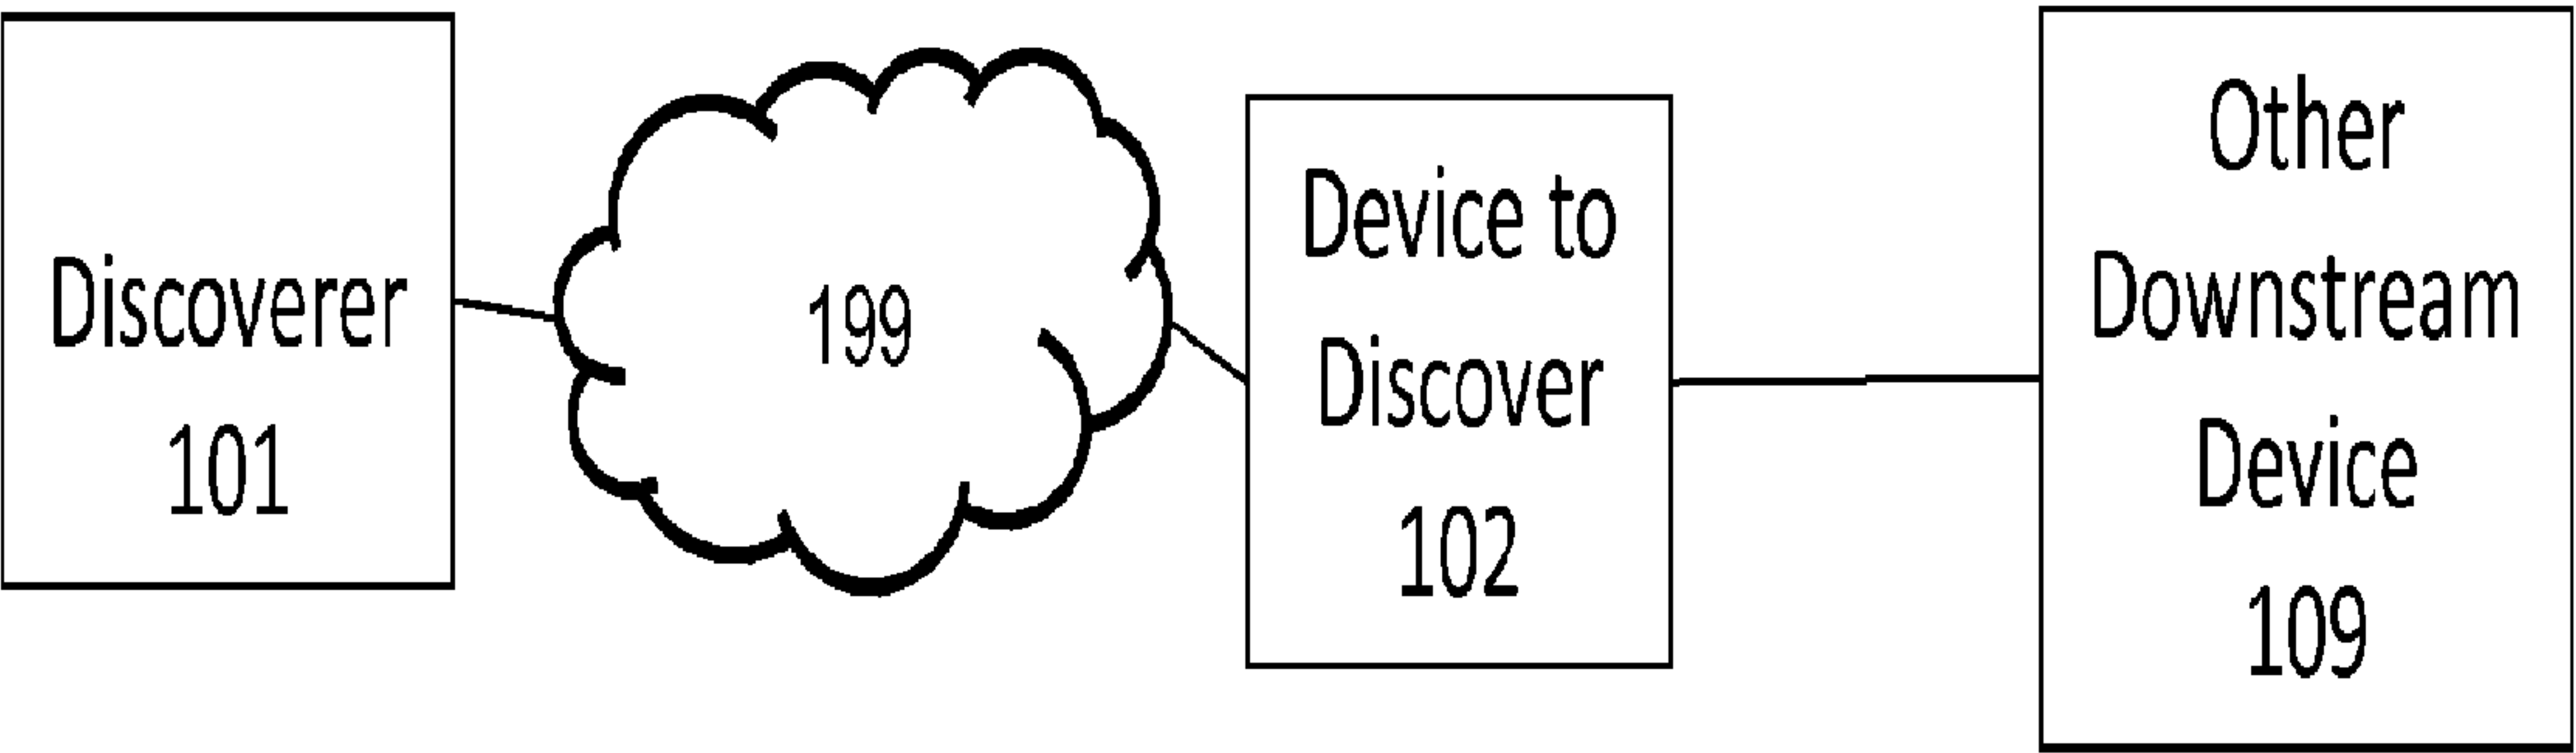 Discoverer
101
199
Device to
Discover
102
Other
Downstream
Device
109